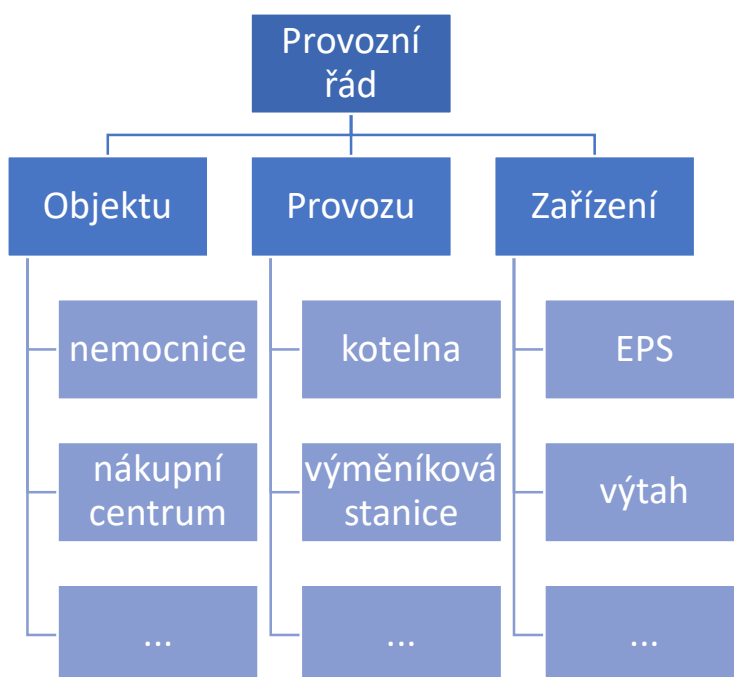 Provozní
řád
Objektu
Provozu
Zařízení
nemocnice
kotelna
EPS
nákupní
centrum
výměníková
stanice
výtah
...
...
...